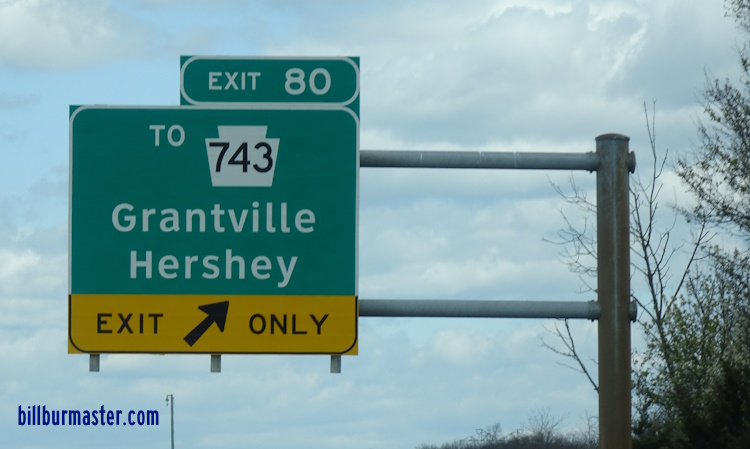 EXIT 80
TO 743
Grantville
Hershey
EXIT ONLY
billburmaster.com